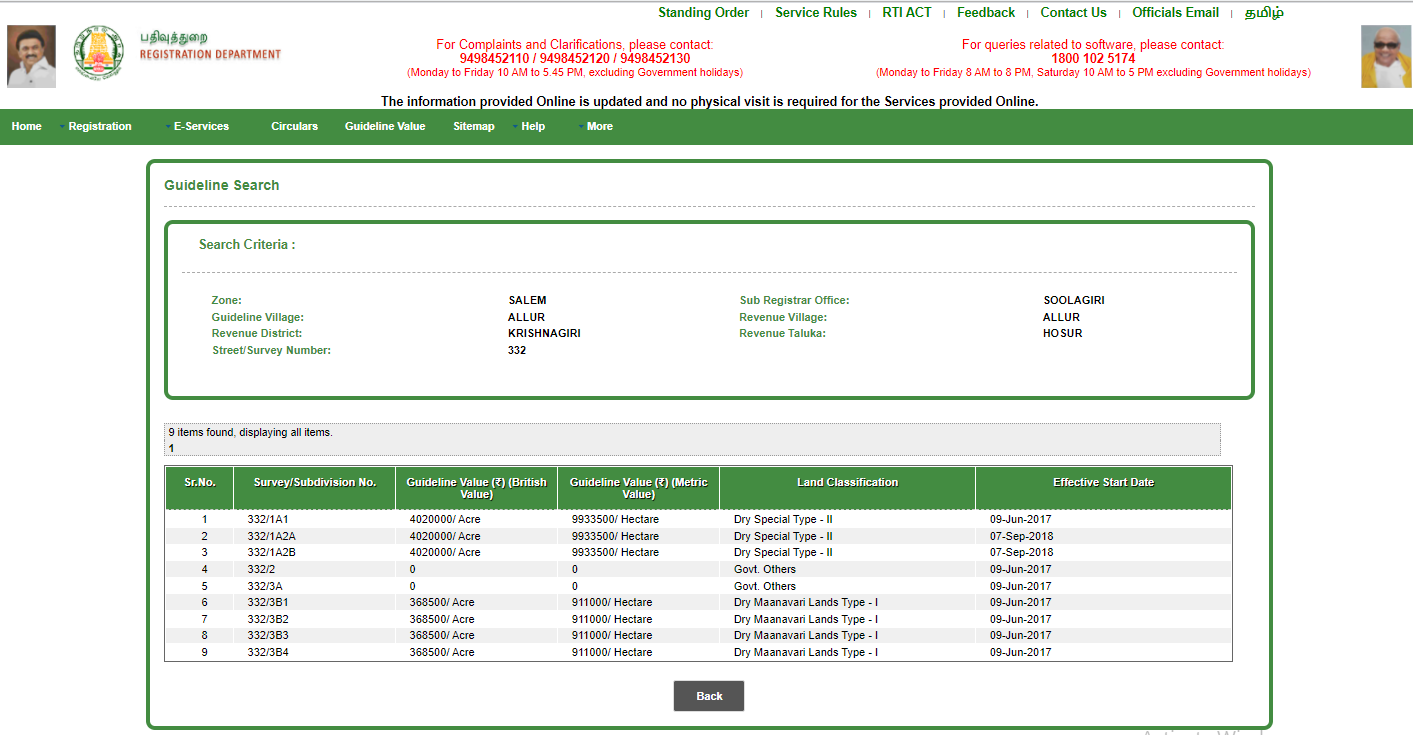 Standing Order | Service Rules | RTI ACT | Feedback | Contact Us | Officials Email | தமிழ்
பதிவுத்துறை
REGISTRATION DEPARTMENT
For Complaints and Clarifications, please contact:
9498452110 / 9498452120 / 9498452130
(Monday to Friday 10 AM to 5.45 PM, excluding Government holidays)
For queries related to software, please contact:
1800 102 5174
(Monday to Friday 8 AM to 8 PM, Saturday 10 AM to 5 PM excluding Government holidays)
The information provided Online is updated and no physical visit is required for the Services provided Online.
Home Registration E-Services Circulars Guideline Value Sitemap Help More
Guideline Search
Search Criteria :
Zone: SALEM Sub Registrar Office: SOOLAGIRI
Guideline Village: ALLUR Revenue Village: ALLUR
Revenue District: KRISHNAGIRI Revenue Taluka: HOSUR
Street/Survey Number: 332
9 items found, displaying all items.
1
Sr.No. Survey/Subdivision No. Guideline Value (₹) (British Value) Guideline Value (₹) (Metric Value) Land Classification Effective Start Date
1 332/1A1 4020000/ Acre 9933500/ Hectare Dry Special Type - II 09-Jun-2017
2 332/1A2A 4020000/ Acre 9933500/ Hectare Dry Special Type - II 07-Sep-2018
3 332/1A2B 4020000/ Acre 9933500/ Hectare Dry Special Type - II 07-Sep-2018
4 332/2 0 0 Govt. Others 09-Jun-2017
5 332/3A 0 0 Govt. Others 09-Jun-2017
6 332/3B1 368500/ Acre 911000/ Hectare Dry Maanavari Lands Type - I 09-Jun-2017
7 332/3B2 368500/ Acre 911000/ Hectare Dry Maanavari Lands Type - I 09-Jun-2017
8 332/3B3 368500/ Acre 911000/ Hectare Dry Maanavari Lands Type - I 09-Jun-2017
9 332/3B4 368500/ Acre 911000/ Hectare Dry Maanavari Lands Type - I 09-Jun-2017
Back